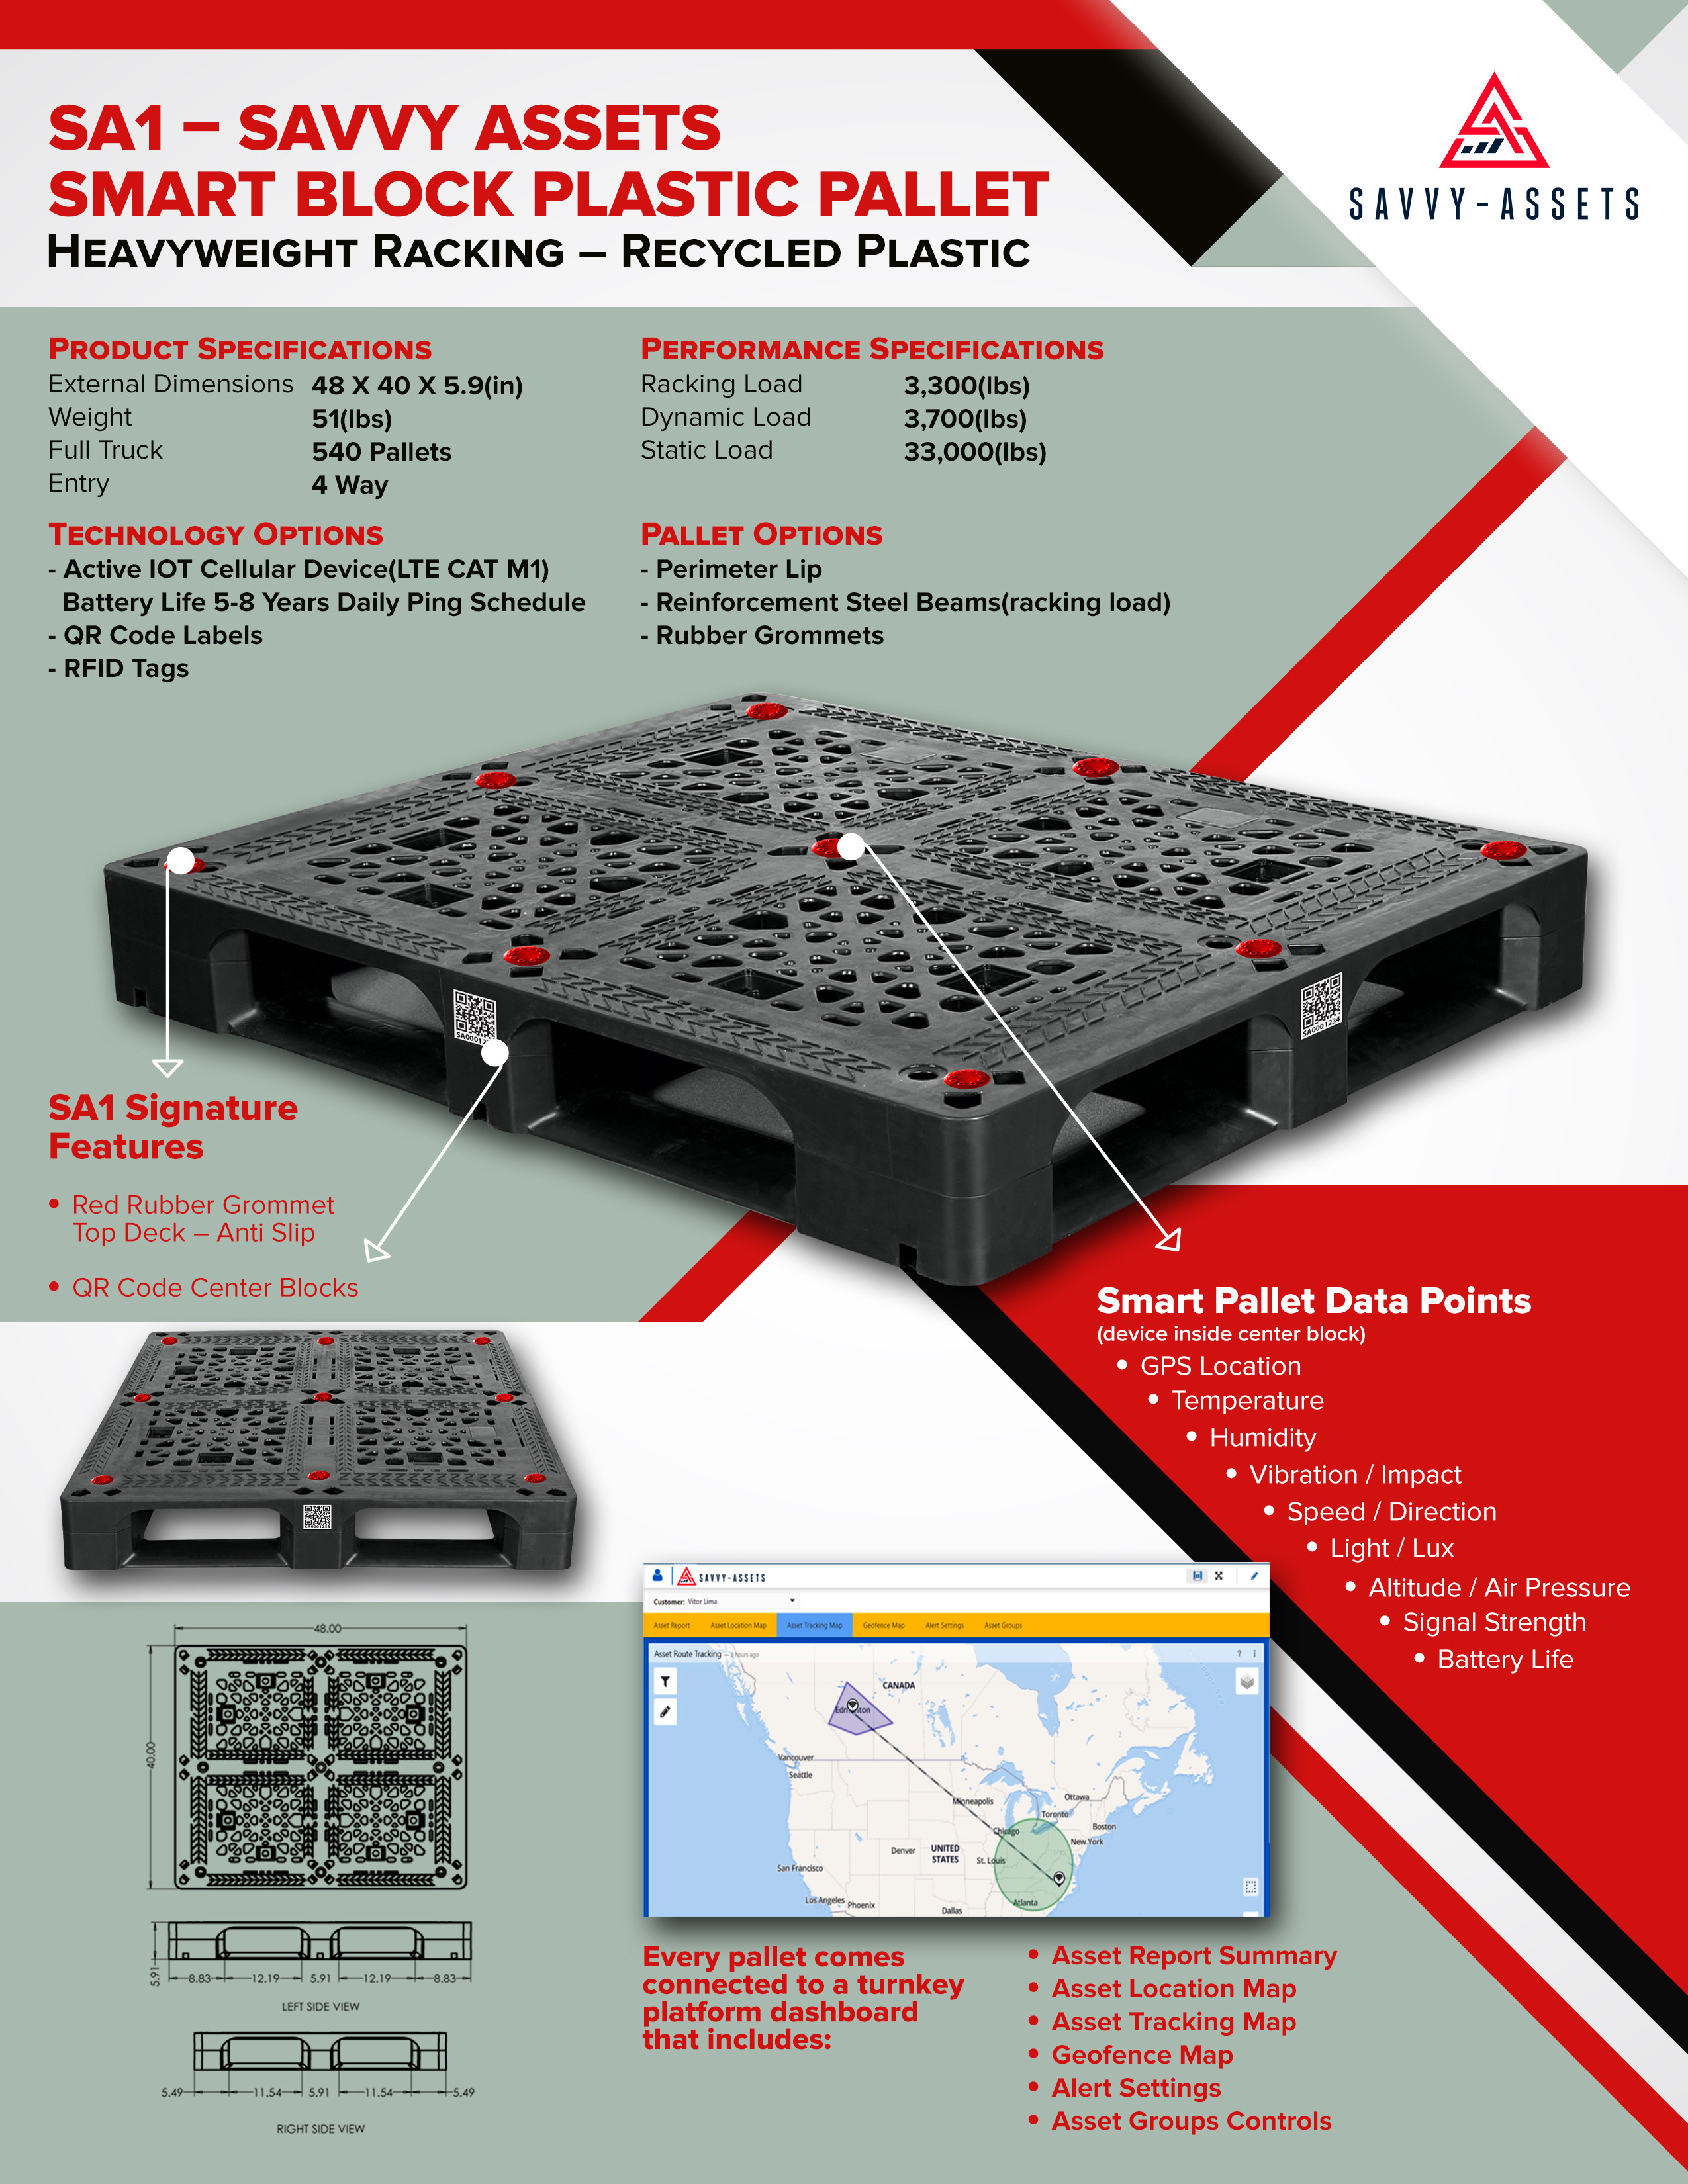 SA1 – SAVVY ASSETS
SMART BLOCK PLASTIC PALLET
HEAVYWEIGHT RACKING – RECYCLED PLASTIC
SAVVY-ASSETS
PRODUCT SPECIFICATIONS
External Dimensions 48 X 40 X 5.9(in)
Weight 51(lbs)
Full Truck 540 Pallets
Entry 4 Way
PERFORMANCE SPECIFICATIONS
Racking Load 3,300(lbs)
Dynamic Load 3,700(lbs)
Static Load 33,000(lbs)
TECHNOLOGY OPTIONS
- Active IOT Cellular Device(LTE CAT M1)
Battery Life 5-8 Years Daily Ping Schedule
- QR Code Labels
- RFID Tags
PALLET OPTIONS
- Perimeter Lip
- Reinforcement Steel Beams(racking load)
- Rubber Grommets
SA0001234
SA1 Signature
Features
• Red Rubber Grommet
Top Deck – Anti Slip
• QR Code Center Blocks
Smart Pallet Data Points
(device inside center block)
• GPS Location
• Temperature
• Humidity
• Vibration / Impact
• Speed / Direction
• Light / Lux
• Altitude / Air Pressure
• Signal Strength
• Battery Life
SAVVY-ASSETS
Customer: Vitor Lima
Asset Report Asset Location Map Asset Tracking Map Geofence Map Alert Settings Asset Groups
Asset Route Tracking – hours ago
CANADA
Edmonton
Vancouver
Seattle
Minneapolis
Ottawa
Toronto
Chicago
Boston
New York
Denver
UNITED
STATES
St. Louis
San Francisco
Los Angeles
Phoenix
Atlanta
Dallas
48.00
40.00
5.91
8.83 12.19 5.91 12.19 8.83
LEFT SIDE VIEW
5.49 11.54 5.91 11.54 5.49
RIGHT SIDE VIEW
Every pallet comes
connected to a turnkey
platform dashboard
that includes:
• Asset Report Summary
• Asset Location Map
• Asset Tracking Map
• Geofence Map
• Alert Settings
• Asset Groups Controls